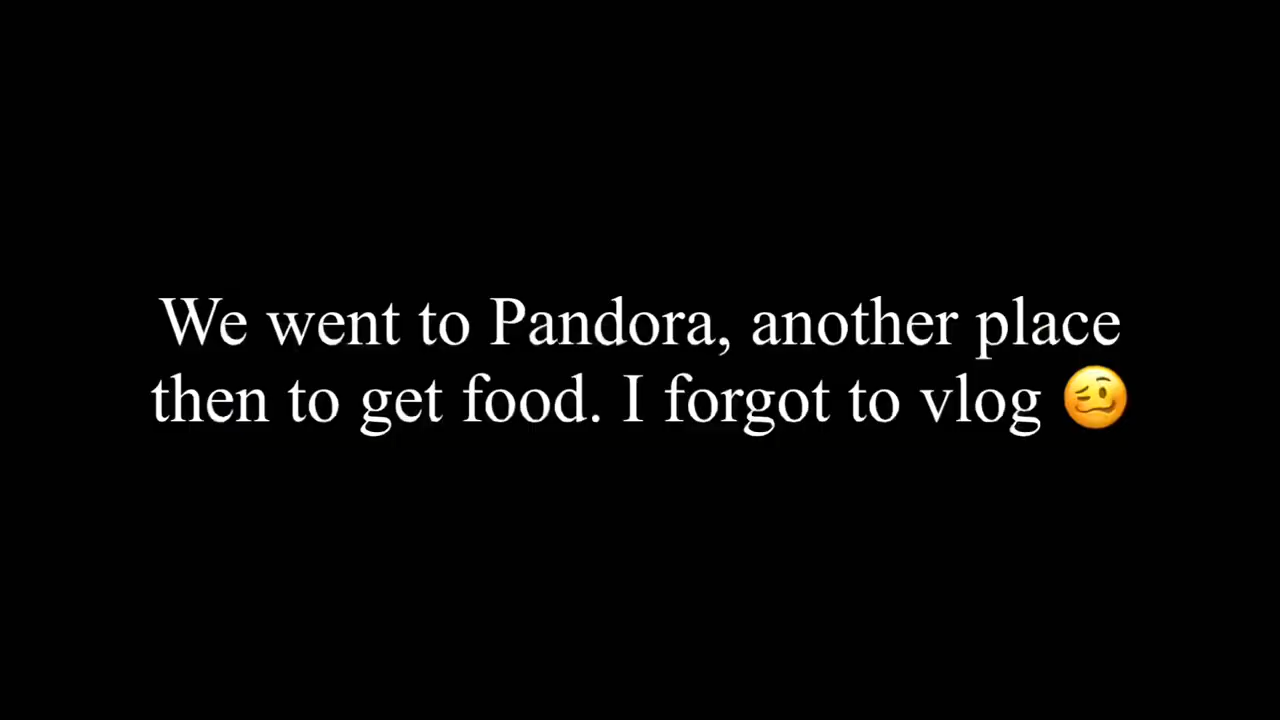 We went to Pandora, another place
then to get food. I forgot to vlog 🥴